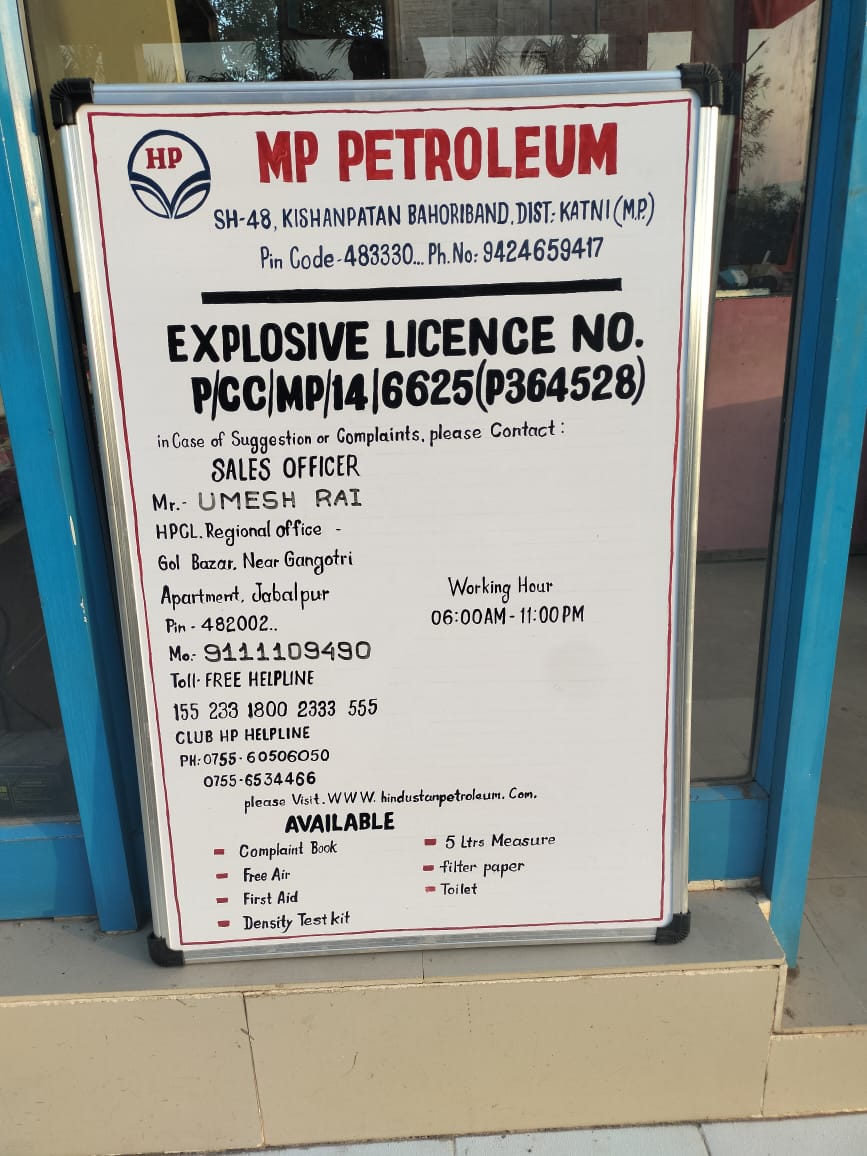 HP
MP PETROLEUM
SH-48, KISHANPATAN BAHORIBAND, DIST:- KATNI (M.P.)
Pin Code-483330... Ph.No:- 9424659417
EXPLOSIVE LICENCE NO.
P/CC/MP/14/6625(P364528)
in Case of Suggestion or Complaints, please Contact :
SALES OFFICER
Mr.- UMESH RAI
HPCL. Regional office -
Gol Bazar, Near Gangotri
Apartment, Jabalpur
Pin - 482002..
Mo:- 9111109490
Working Hour
06:00AM - 11:00PM
Toll- FREE HELPLINE
155 233 1800 2333 555
CLUB HP HELPLINE
PH: 0755-60506050
0755-6534466
please Visit. WWW. hindustanpetroleum. Com.
AVAILABLE
Complaint Book
Free Air
First Aid
Density Test kit
5 Ltrs Measure
filter paper
Toilet